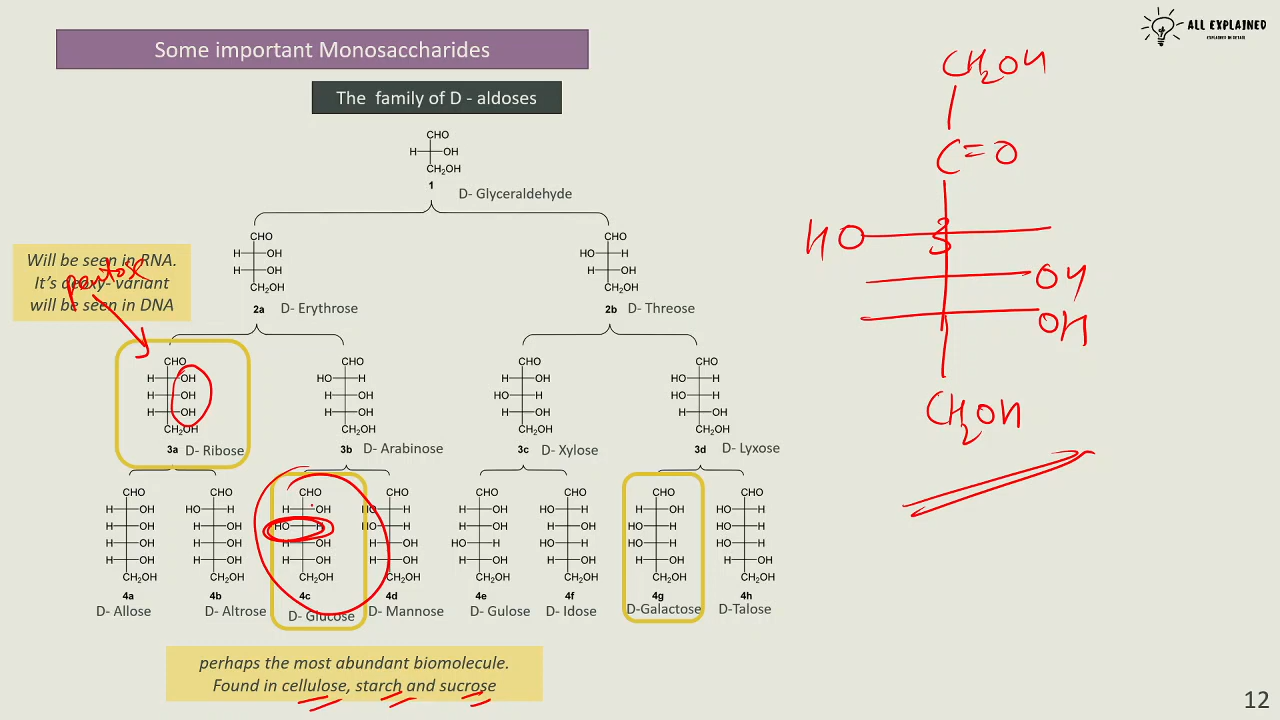 Some important Monosaccharides
ALL EXPLAINED
EXPLAINED IN DETAIL
The family of D - aldoses
CHO
H OH
CH₂OH
1
D- Glyceraldehyde
CHO
H OH
H OH
CH₂OH
2a D- Erythrose
CHO
HO H
H OH
CH₂OH
2b D- Threose
Will be seen in RNA.
It's deoxy- variant
will be seen in DNA
pentox
CHO
H OH
H OH
H OH
CH₂OH
3a D- Ribose
CHO
HO H
H OH
H OH
CH₂OH
3b D- Arabinose
CHO
H OH
HO H
H OH
CH₂OH
3c D- Xylose
CHO
HO H
HO H
H OH
CH₂OH
3d D- Lyxose
CHO
H OH
H OH
H OH
H OH
CH₂OH
4a
D- Allose
CHO
HO H
H OH
H OH
H OH
CH₂OH
4b
D- Altrose
CHO
H OH
HO H
H OH
H OH
CH₂OH
4c
D- Glucose
CHO
HO H
HO H
H OH
H OH
CH₂OH
4d
D- Mannose
CHO
H OH
H OH
HO H
H OH
CH₂OH
4e
D- Gulose
CHO
HO H
H OH
HO H
H OH
CH₂OH
4f
D- Idose
CHO
H OH
HO H
HO H
H OH
CH₂OH
4g
D-Galactose
CHO
HO H
HO H
HO H
H OH
CH₂OH
4h
D-Talose
perhaps the most abundant biomolecule.
Found in cellulose, starch and sucrose
CH₂OH
C=O
HO 3
OH
OH
CH₂OH
12